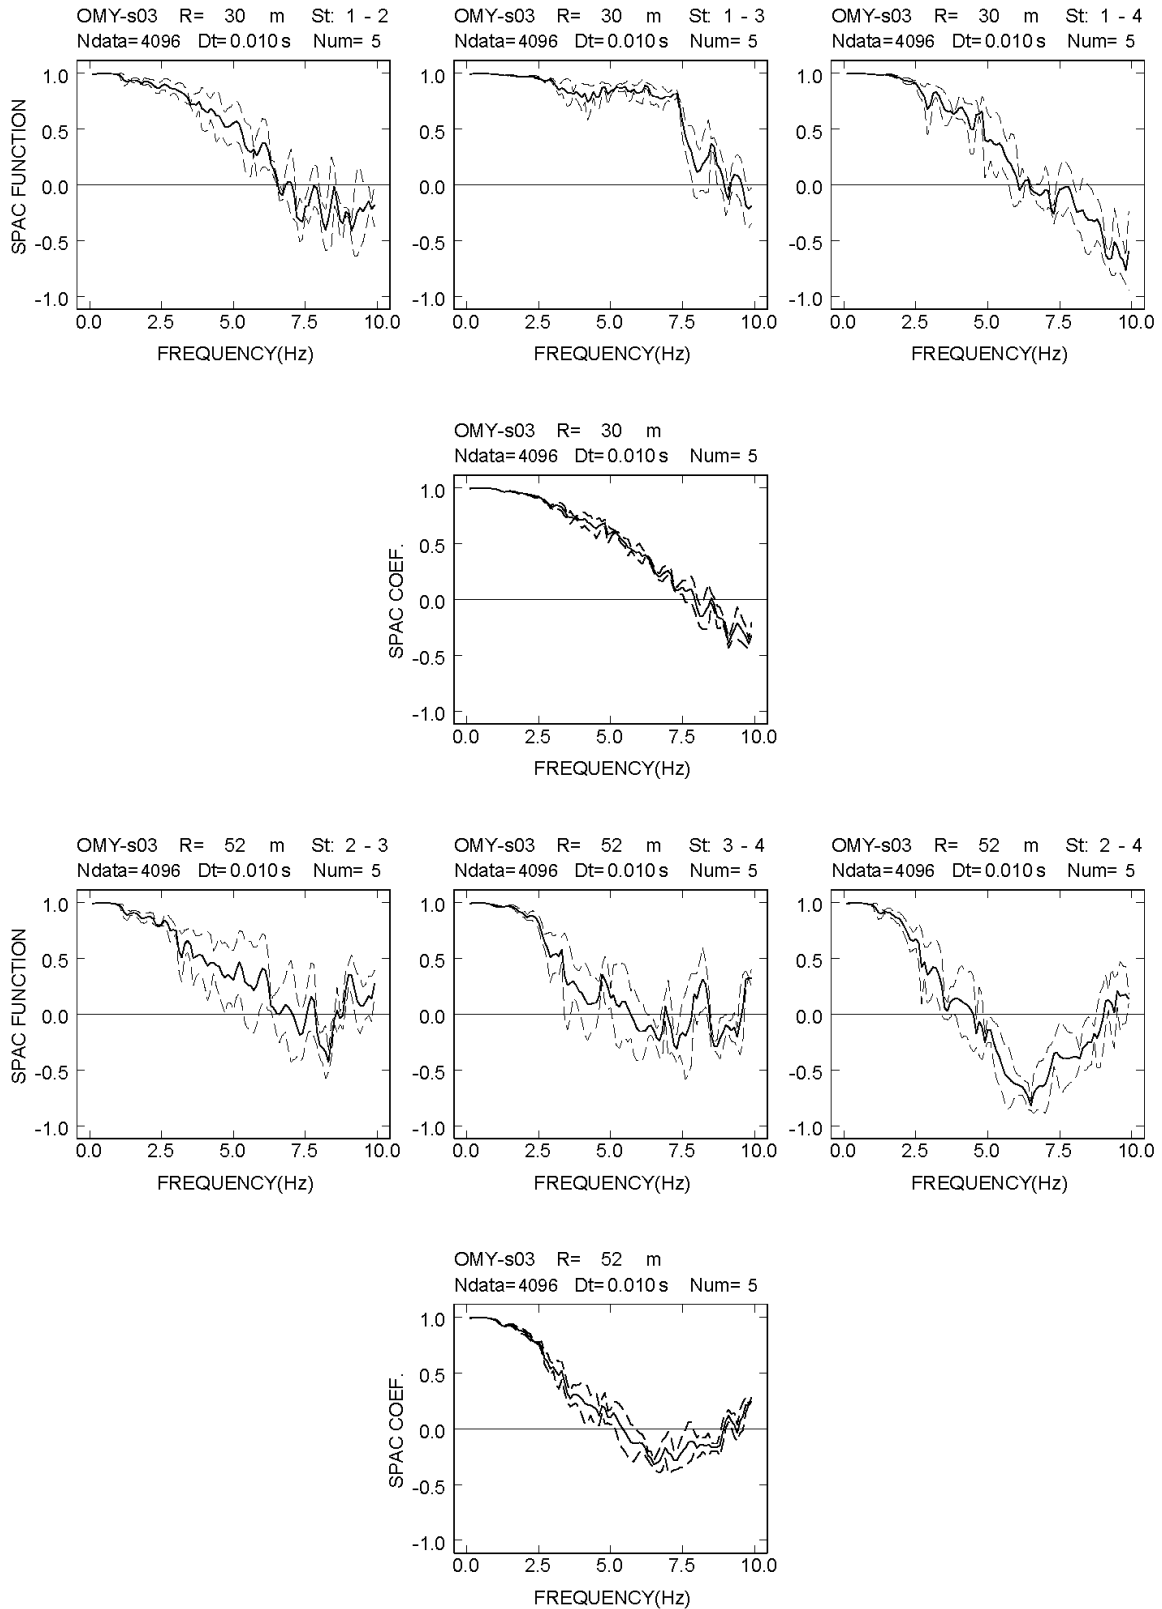 OMY-s03 R= 30 m St: 1 - 2
Ndata=4096 Dt=0.010 s Num= 5
SPAC FUNCTION
1.0
0.5
0.0
-0.5
-1.0
0.0 2.5 5.0 7.5 10.0
FREQUENCY(Hz)
OMY-s03 R= 30 m St: 1 - 3
Ndata=4096 Dt=0.010 s Num= 5
1.0
0.5
0.0
-0.5
-1.0
0.0 2.5 5.0 7.5 10.0
FREQUENCY(Hz)
OMY-s03 R= 30 m St: 1 - 4
Ndata=4096 Dt=0.010 s Num= 5
1.0
0.5
0.0
-0.5
-1.0
0.0 2.5 5.0 7.5 10.0
FREQUENCY(Hz)
OMY-s03 R= 30 m
Ndata=4096 Dt=0.010 s Num= 5
SPAC COEF.
1.0
0.5
0.0
-0.5
-1.0
0.0 2.5 5.0 7.5 10.0
FREQUENCY(Hz)
OMY-s03 R= 52 m St: 2 - 3
Ndata=4096 Dt=0.010 s Num= 5
SPAC FUNCTION
1.0
0.5
0.0
-0.5
-1.0
0.0 2.5 5.0 7.5 10.0
FREQUENCY(Hz)
OMY-s03 R= 52 m St: 3 - 4
Ndata=4096 Dt=0.010 s Num= 5
1.0
0.5
0.0
-0.5
-1.0
0.0 2.5 5.0 7.5 10.0
FREQUENCY(Hz)
OMY-s03 R= 52 m St: 2 - 4
Ndata=4096 Dt=0.010 s Num= 5
1.0
0.5
0.0
-0.5
-1.0
0.0 2.5 5.0 7.5 10.0
FREQUENCY(Hz)
OMY-s03 R= 52 m
Ndata=4096 Dt=0.010 s Num= 5
SPAC COEF.
1.0
0.5
0.0
-0.5
-1.0
0.0 2.5 5.0 7.5 10.0
FREQUENCY(Hz)